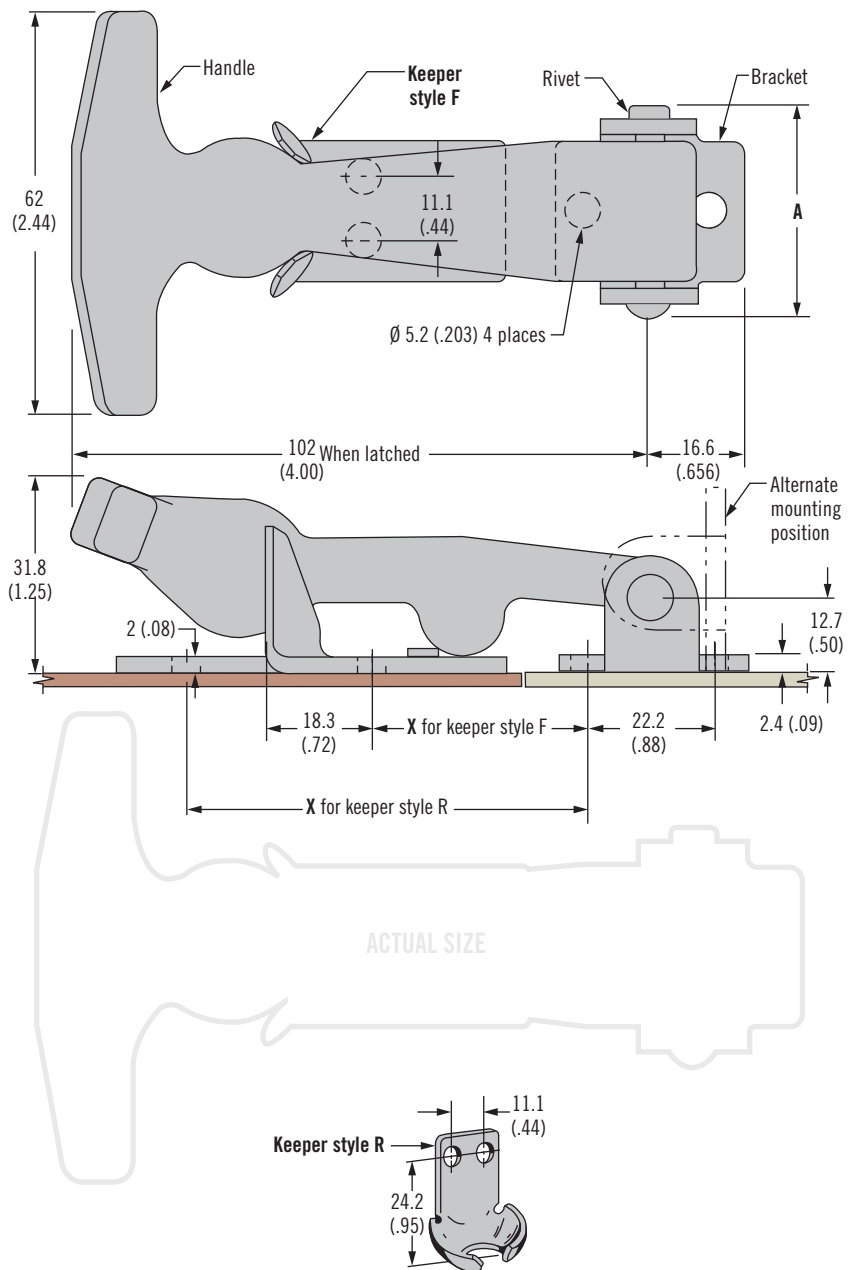 Handle
Keeper
style F
Rivet
Bracket
62
(2.44)
11.1
(.44)
A
Ø 5.2 (.203) 4 places
102 When latched
(4.00)
16.6
(.656)
Alternate
mounting
position
31.8
(1.25)
2 (.08)
12.7
(.50)
18.3
(.72)
X for keeper style F
22.2
(.88)
2.4 (.09)
X for keeper style R
ACTUAL SIZE
11.1
(.44)
Keeper style R
24.2
(.95)